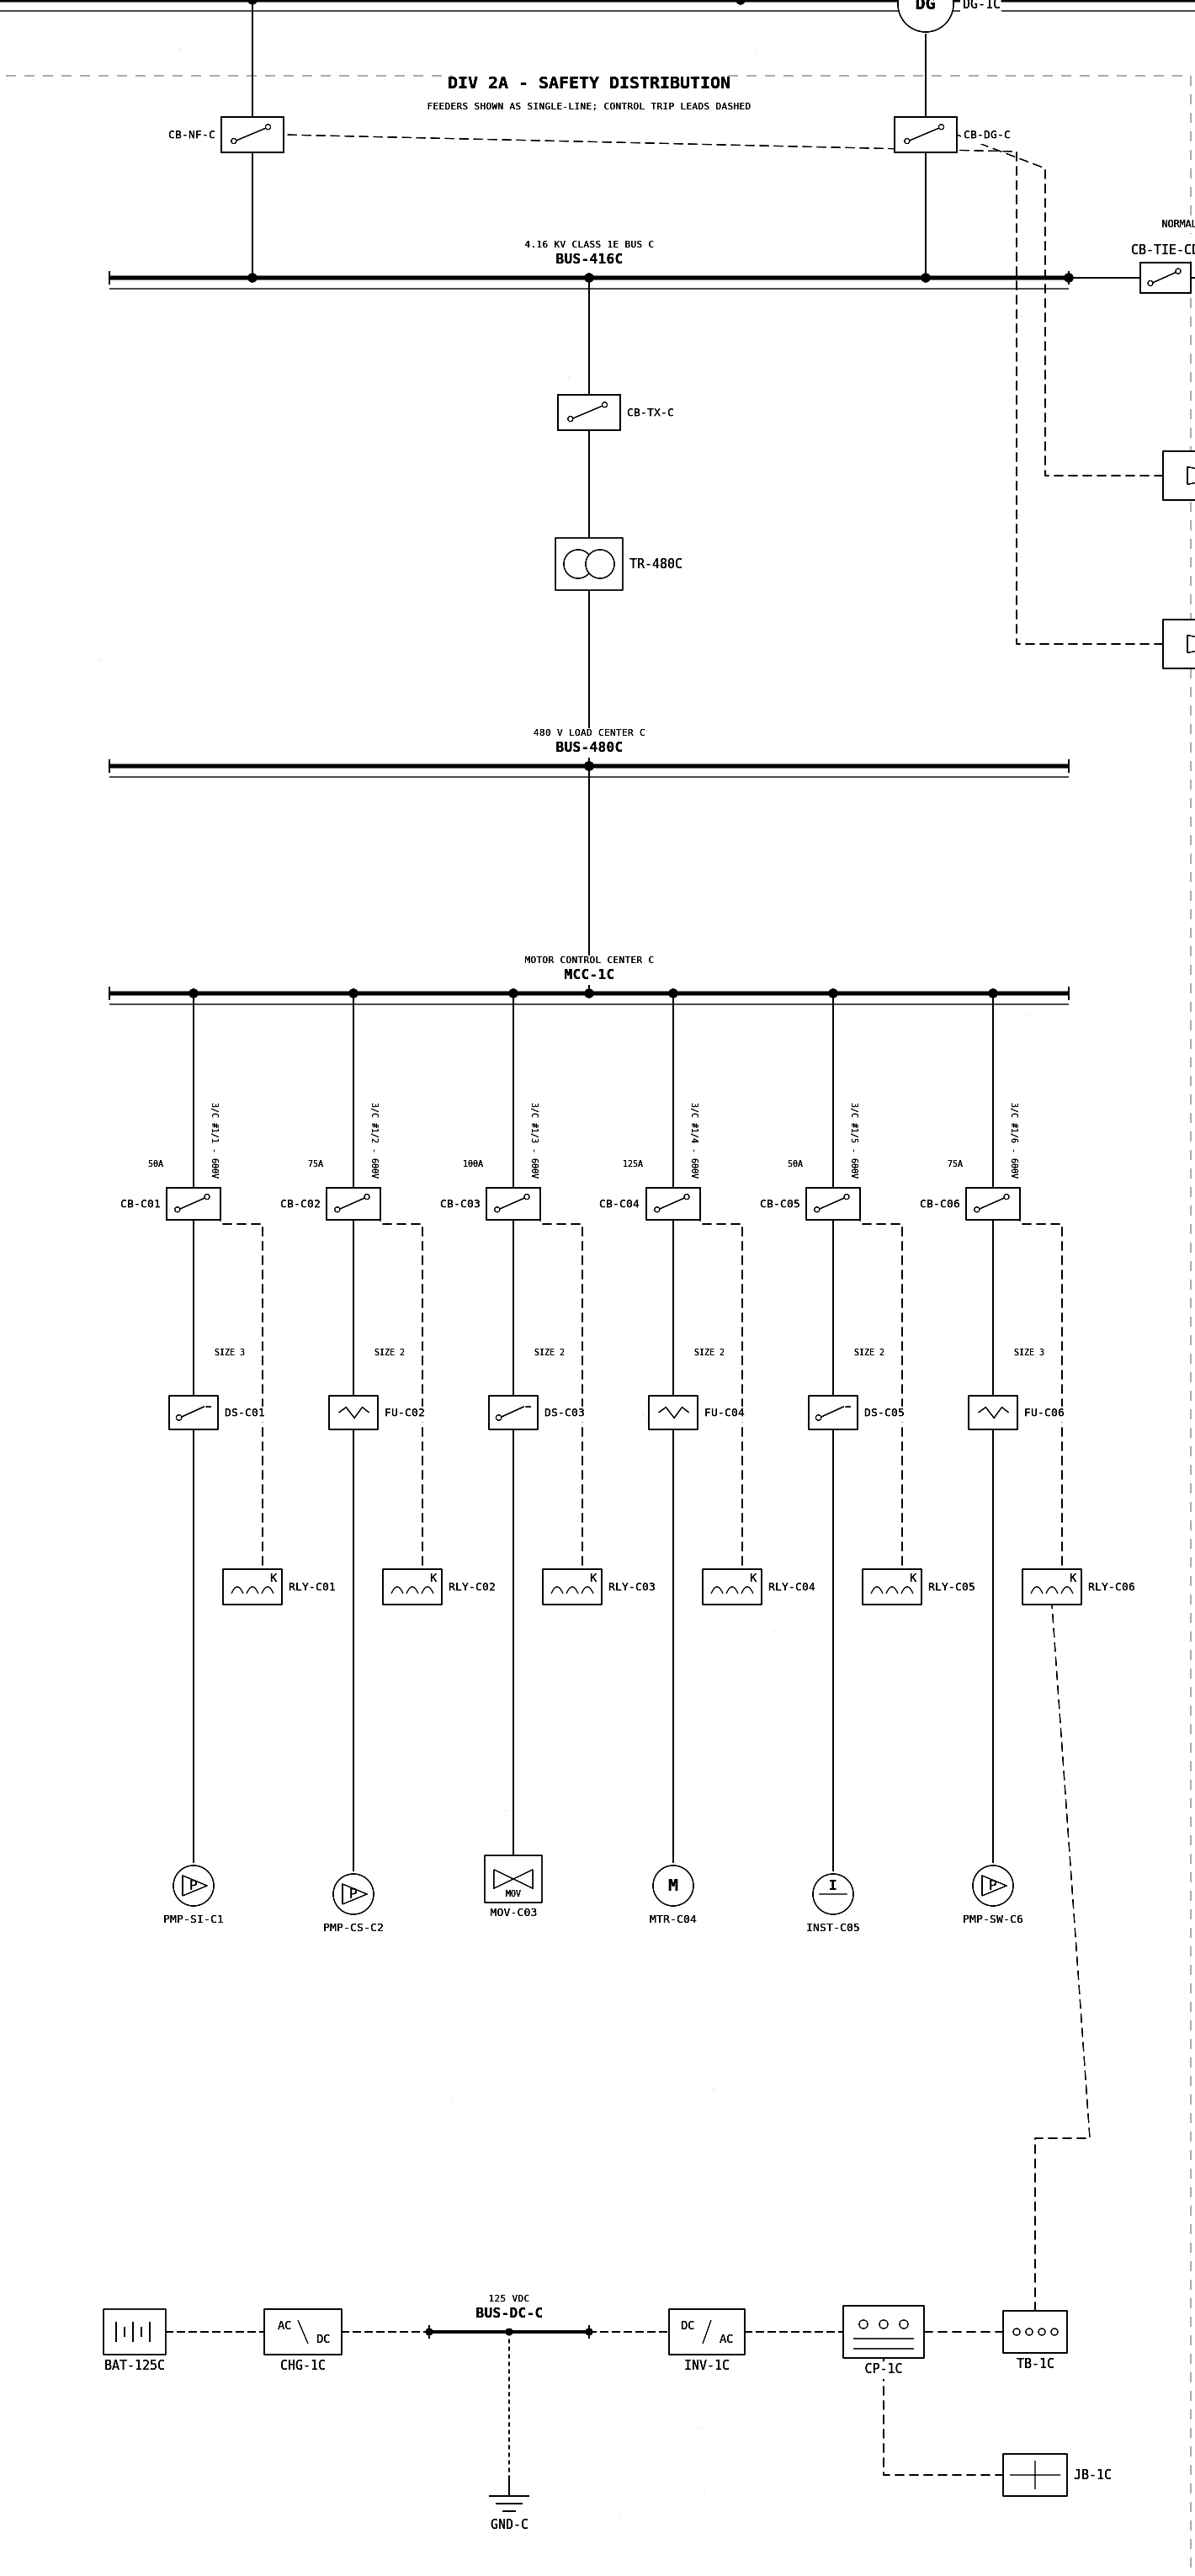 DG
DG-1C
DIV 2A - SAFETY DISTRIBUTION
FEEDERS SHOWN AS SINGLE-LINE; CONTROL TRIP LEADS DASHED
CB-NF-C
CB-DG-C
NORMAL
4.16 KV CLASS 1E BUS C
BUS-416C
CB-TIE-CD
CB-TX-C
TR-480C
480 V LOAD CENTER C
BUS-480C
MOTOR CONTROL CENTER C
MCC-1C
3/C #1/1 - 600V
3/C #1/2 - 600V
3/C #1/3 - 600V
3/C #1/4 - 600V
3/C #1/5 - 600V
3/C #1/6 - 600V
50A
75A
100A
125A
50A
75A
CB-C01
CB-C02
CB-C03
CB-C04
CB-C05
CB-C06
SIZE 3
SIZE 2
SIZE 2
SIZE 2
SIZE 2
SIZE 3
DS-C01
FU-C02
DS-C03
FU-C04
DS-C05
FU-C06
K
K
K
K
K
K
RLY-C01
RLY-C02
RLY-C03
RLY-C04
RLY-C05
RLY-C06
P
P
MOV
M
I
P
PMP-SI-C1
PMP-CS-C2
MOV-C03
MTR-C04
INST-C05
PMP-SW-C6
125 VDC
BUS-DC-C
AC
DC
DC
AC
BAT-125C
CHG-1C
INV-1C
CP-1C
TB-1C
JB-1C
GND-C